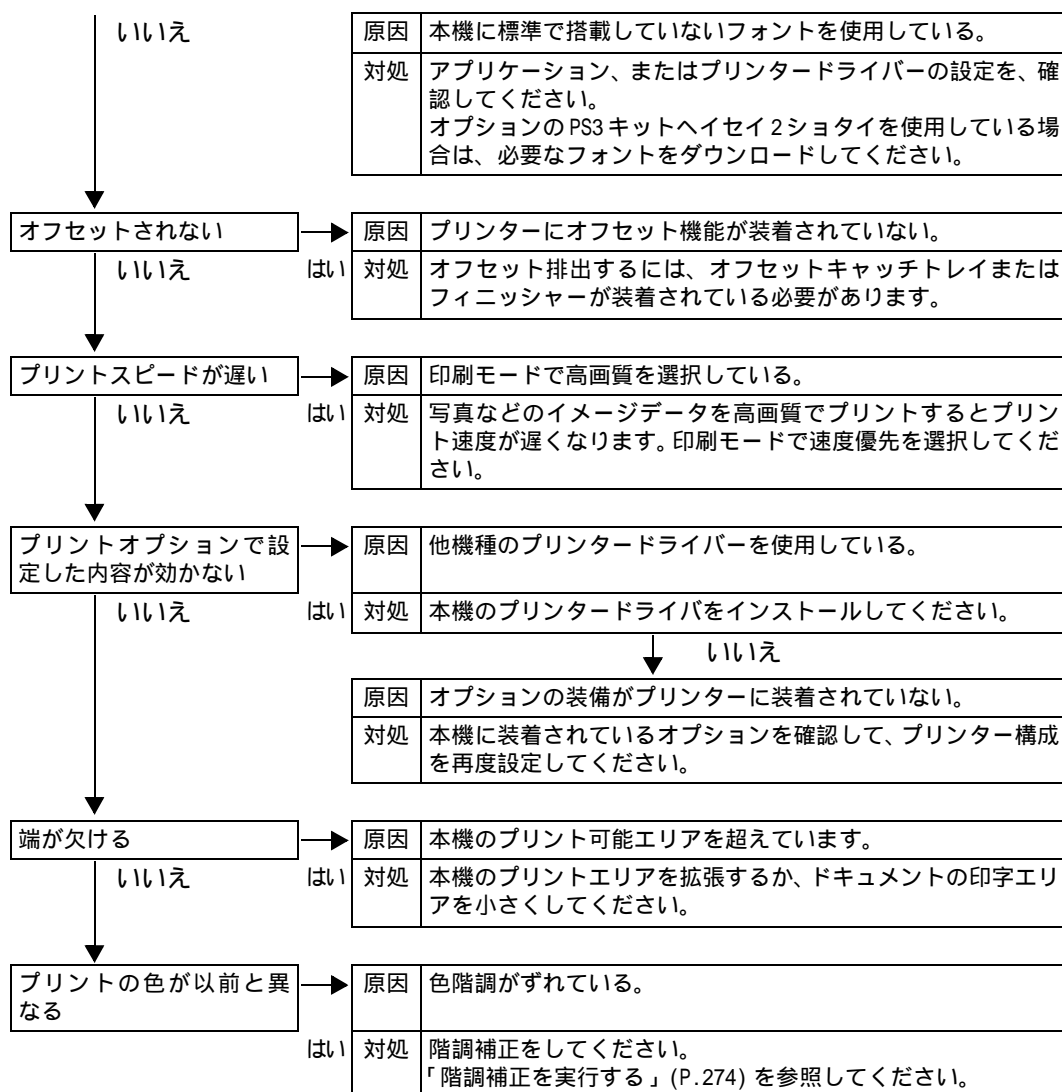 いいえ
原因 本機に標準で搭載していないフォントを使用している。
対処 アプリケーション、またはプリンタードライバーの設定を、確
認してください。
オプションのPS3キットヘイセイ2ショタイを使用している場
合は、必要なフォントをダウンロードしてください。
オフセットされない
原因 プリンターにオフセット機能が装着されていない。
いいえ
はい
対処 オフセット排出するには、オフセットキャッチトレイまたは
フィニッシャーが装着されている必要があります。
プリントスピードが遅い
原因 印刷モードで高画質を選択している。
いいえ
はい
対処 写真などのイメージデータを高画質でプリントするとプリン
ト速度が遅くなります。印刷モードで速度優先を選択してくだ
さい。
プリントオプションで設
定した内容が効かない
原因 他機種のプリンタードライバーを使用している。
いいえ
はい
対処 本機のプリンタードライバをインストールしてください。
いいえ
原因 オプションの装備がプリンターに装着されていない。
対処 本機に装着されているオプションを確認して、プリンター構成
を再度設定してください。
端が欠ける
原因 本機のプリント可能エリアを超えています。
いいえ
はい
対処 本機のプリントエリアを拡張するか、ドキュメントの印字エリ
アを小さくしてください。
プリントの色が以前と異
なる
原因 色階調がずれている。
はい
対処 階調補正をしてください。
「階調補正を実行する」(P.274)を参照してください。